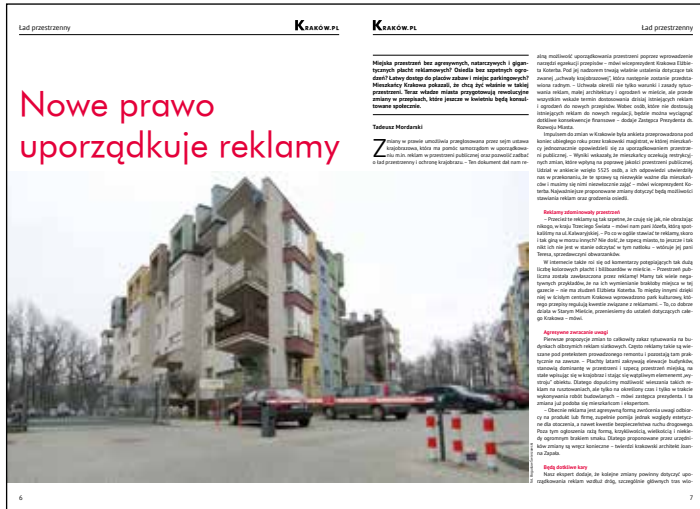 Ład przestrzenny
KRAKÓW.PL
Nowe prawo
uporządkuje reklamy
6
KRAKÓW.PL
Ład przestrzenny
Miejska przestrzeń bez agresywnych, natarczywych i gigan-
tycznych płacht reklamowych? Osiedla bez szpetnych ogro-
dzeń? Łatwy dostęp do placów zabaw i miejsc parkingowych?
Mieszkańcy Krakowa pokazali, że chcą żyć właśnie w takiej
przestrzeni. Teraz władze miasta przygotowują rewolucyjne
zmiany w przepisach, które jeszcze w kwietniu będą konsul-
towane społecznie.
Tadeusz Mordarski
Zmiany w prawie umożliwia przegłosowana przez sejm ustawa
krajobrazowa, która ma pomóc samorządom w uporządkowa-
niu m.in. reklam w przestrzeni publicznej oraz pozwolić zadbać
o ład przestrzenny i ochronę krajobrazu. – Ten dokument dał nam re-
alną możliwość uporządkowania przestrzeni poprzez wprowadzenie
narzędzi egzekucji przepisów – mówi wiceprezydent Krakowa Elżbie-
ta Koterba. Pod jej nadzorem trwają właśnie ustalenia dotyczące tak
zwanej „uchwały krajobrazowej”, która następnie zostanie przedsta-
wiona radnym. – Uchwała określi nie tylko warunki i zasady sytuo-
wania reklam, małej architektury i ogrodzeń w mieście, ale przede
wszystkim wskaże termin dostosowania dzisiaj istniejących reklam
i ogrodzeń do nowych przepisów. Wobec osób, które nie dostosują
istniejących reklam do nowych regulacji, będzie można wyciągnąć
dotkliwe konsekwencje finansowe – dodaje Zastępca Prezydenta ds.
Rozwoju Miasta.
Impulsem do zmian w Krakowie była ankieta przeprowadzona pod
koniec ubiegłego roku przez krakowski magistrat, w której mieszkań-
cy jednoznacznie opowiedzieli się za uporządkowaniem przestrze-
ni publicznej. – Wyniki wskazały, że mieszkańcy oczekują restrykcyj-
nych zmian, które wpłyną na poprawę jakości przestrzeni publicznej.
Udział w ankiecie wzięło 5525 osób, a ich odpowiedzi utwierdziły
nas w przekonaniu, że te sprawy są niezwykle ważne dla mieszkań-
ców i musimy się nimi niezwłocznie zająć – mówi wiceprezydent Ko-
terba. Najważniejsze proponowane zmiany dotyczyć będą możliwości
stawiania reklam oraz grodzenia osiedli.
Reklamy zdominowały przestrzeń
– Przecież te reklamy są tak szpetne, że czuję się jak, nie obrażając
nikogo, w kraju Trzeciego Świata – mówi nam pani Józefa, którą spot-
kaliśmy na ul. Kalwaryjskiej. – Po co w ogóle stawiać te reklamy, skoro
i tak giną w morzu innych? Nie dość, że szpecą miasto, to jeszcze i tak
nikt ich nie jest w stanie odczytać w tym natłoku – wtóruje jej pani
Teresa, sprzedawczyni obwarzanków.
W internecie także roi się od komentarzy potępiających tak dużą
liczbę kolorowych płacht i billboardów w mieście. – Przestrzeń pub-
liczna została zawłaszczona przez reklamę! Mamy tak wiele nega-
tywnych przykładów, że na ich wymienianie brakłoby miejsca w tej
gazecie – nie ma złudzeń Elżbieta Koterba. To między innymi dzięki
niej w ścisłym centrum Krakowa wprowadzono park kulturowy, któ-
rego przepisy regulują kwestie związane z reklamami. – To, co dobrze
działa w Starym Mieście, przeniesiemy do ustaleń dotyczących całe-
go Krakowa – mówi.
Agresywne zwracanie uwagi
Pierwsze propozycje zmian to całkowity zakaz sytuowania na bu-
dynkach olbrzymich reklam siatkowych. Często reklamy takie są wie-
szane pod pretekstem prowadzonego remontu i pozostają tam prak-
tycznie na zawsze. – Płachty latami zakrywają elewacje budynków,
stanowią dominantę w przestrzeni i szpecą przestrzeń miejską, na
stałe wpisując się w krajobraz i stając się wątpliwym elementem „wy-
stroju” obiektu. Dlatego dopuścimy możliwość wieszania takich re-
klam na rusztowaniach, ale tylko na określony czas i tylko w trakcie
wykonywania robót budowlanych – mówi zastępca prezydenta. I ta
zmiana już podoba się mieszkańcom i ekspertom.
– Obecnie reklama jest agresywną formą zwrócenia uwagi odbior-
cy na produkt lub firmę, zupełnie pomija jednak względy estetycz-
ne dla otoczenia, a nawet kwestie bezpieczeństwa ruchu drogowego.
Poza tym ogłoszenia rażą formą, krzykliwością, wielkością i niekie-
dy ogromnym brakiem smaku. Dlatego proponowane przez urzędni-
ków zmiany są wręcz konieczne – twierdzi krakowski architekt Joan-
na Zapała.
Będą dotkliwe kary
Nasz ekspert dodaje, że kolejne zmiany powinny dotyczyć upo-
rządkowania reklam wzdłuż dróg, szczególnie głównych tras wlo-
7